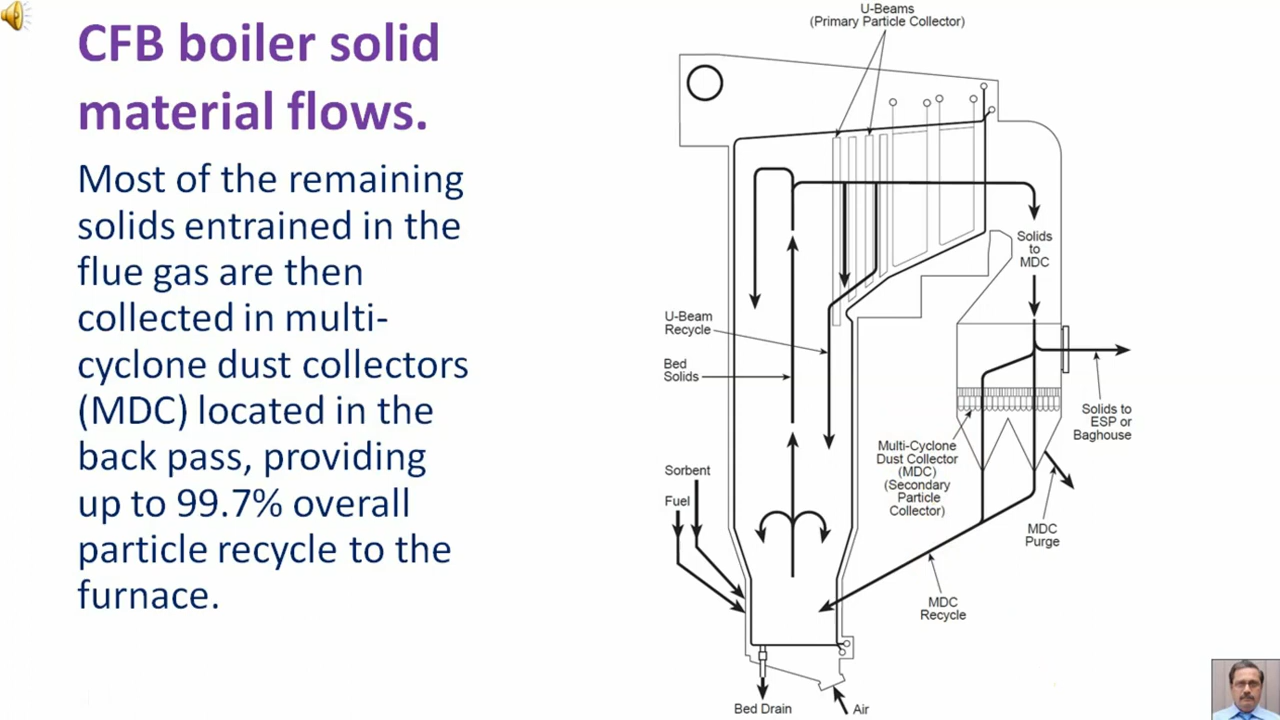 CFB boiler solid
material flows.
Most of the remaining
solids entrained in the
flue gas are then
collected in multi-
cyclone dust collectors
(MDC) located in the
back pass, providing
up to 99.7% overall
particle recycle to the
furnace.
U-Beams
(Primary Particle Collector)
Solids
to
MDC
U-Beam
Recycle
Bed
Solids
Solids to
ESP or
Baghouse
Multi-Cyclone
Dust Collector
(MDC)
(Secondary
Particle
Collector)
Sorbent
Fuel
MDC
Purge
MDC
Recycle
Bed Drain
Air